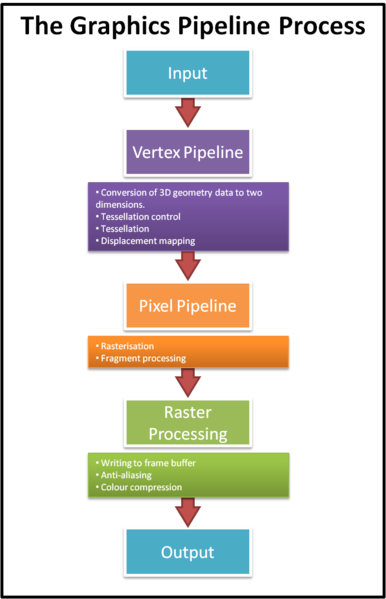 The Graphics Pipeline Process
Input
Vertex Pipeline
• Conversion of 3D geometry data to two
dimensions.
• Tessellation control
• Tessellation
• Displacement mapping
Pixel Pipeline
• Rasterisation
• Fragment processing
Raster
Processing
• Writing to frame buffer
• Anti-aliasing
• Colour compression
Output